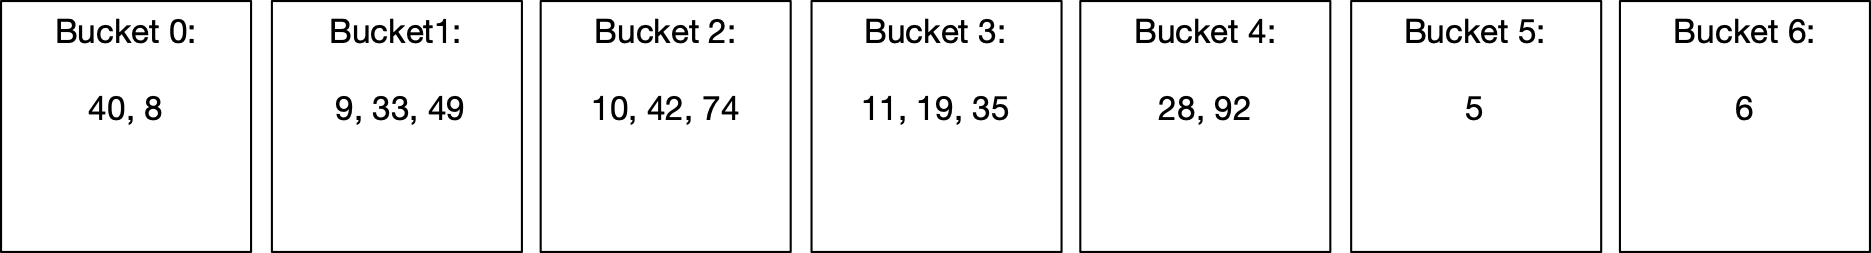 Bucket 0:
40, 8
Bucket1:
9, 33, 49
Bucket 2:
10, 42, 74
Bucket 3:
11, 19, 35
Bucket 4:
28, 92
Bucket 5:
5
Bucket 6:
6